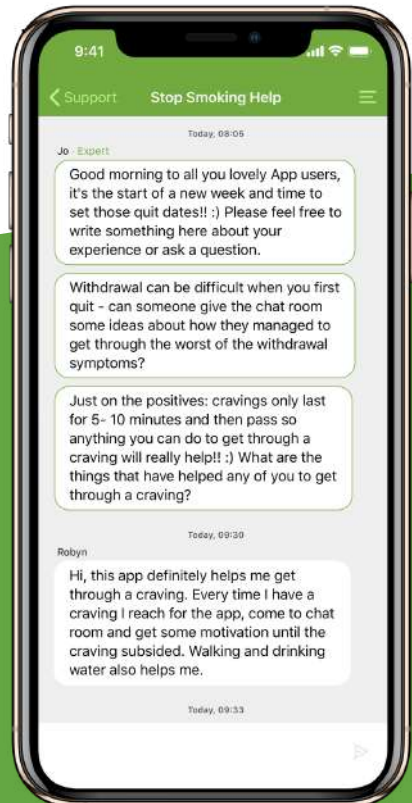 9:41
Support Stop Smoking Help
Today, 08:05
Jo · Expert
Good morning to all you lovely App users,
it's the start of a new week and time to
set those quit dates!! :) Please feel free to
write something here about your
experience or ask a question.
Withdrawal can be difficult when you first
quit - can someone give the chat room
some ideas about how they managed to
get through the worst of the withdrawal
symptoms?
Just on the positives: cravings only last
for 5- 10 minutes and then pass so
anything you can do to get through a
craving will really help!! :) What are the
things that have helped any of you to get
through a craving?
Today, 09:30
Robyn
Hi, this app definitely helps me get
through a craving. Every time I have a
craving I reach for the app, come to chat
room and get some motivation until the
craving subsided. Walking and drinking
water also helps me.
Today, 09:33